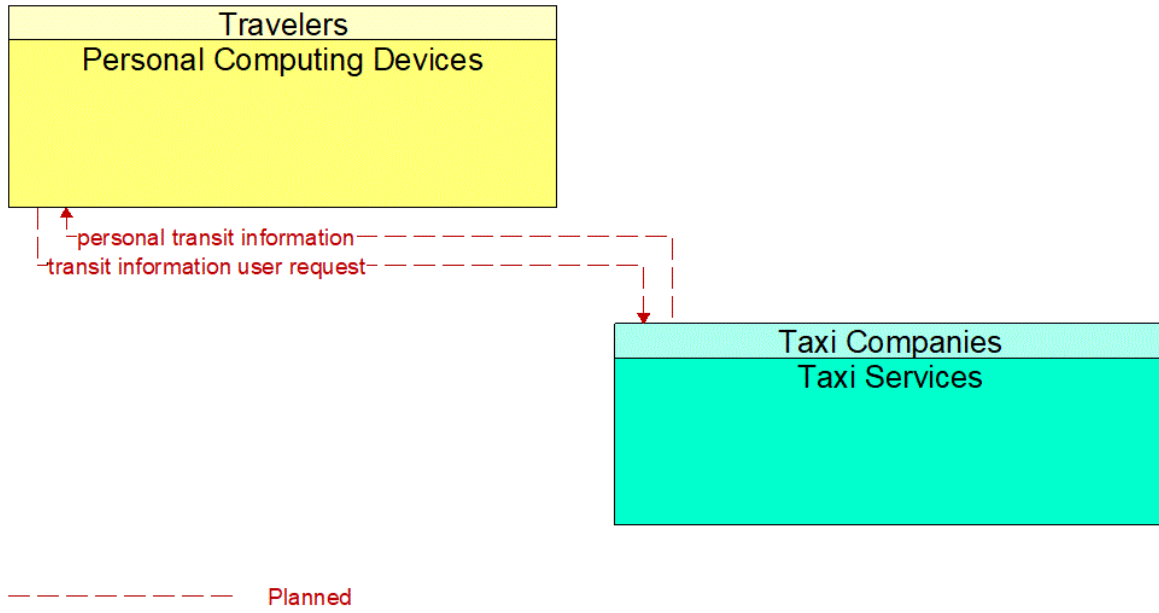 Travelers
Personal Computing Devices
personal transit information
transit information user request
Taxi Companies
Taxi Services
Planned